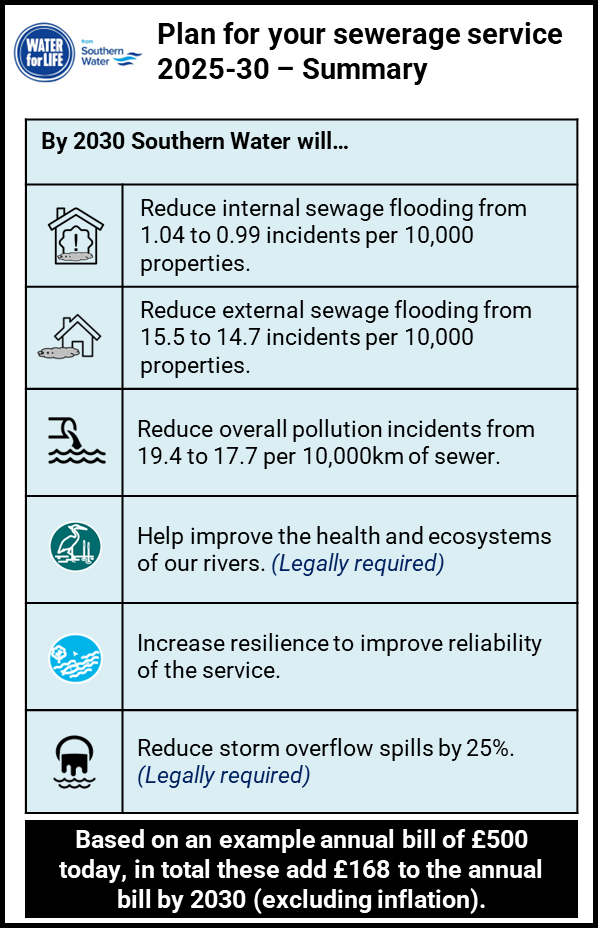 WATER
for LIFE
from
Southern
Water
Plan for your sewerage service
2025-30 – Summary
By 2030 Southern Water will…
Reduce internal sewage flooding from
1.04 to 0.99 incidents per 10,000
properties.
Reduce external sewage flooding from
15.5 to 14.7 incidents per 10,000
properties.
Reduce overall pollution incidents from
19.4 to 17.7 per 10,000km of sewer.
Help improve the health and ecosystems
of our rivers. (Legally required)
Increase resilience to improve reliability
of the service.
Reduce storm overflow spills by 25%.
(Legally required)
Based on an example annual bill of £500
today, in total these add £168 to the annual
bill by 2030 (excluding inflation).